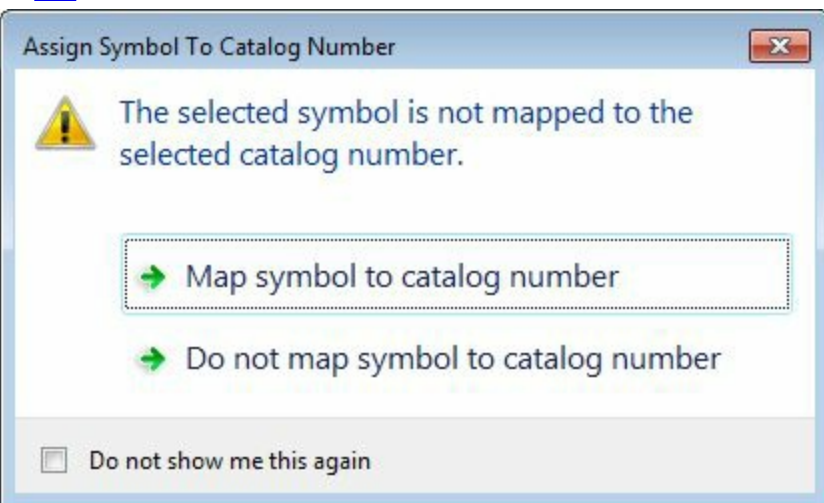 Assign Symbol To Catalog Number
The selected symbol is not mapped to the
selected catalog number.
Map symbol to catalog number
Do not map symbol to catalog number
Do not show me this again